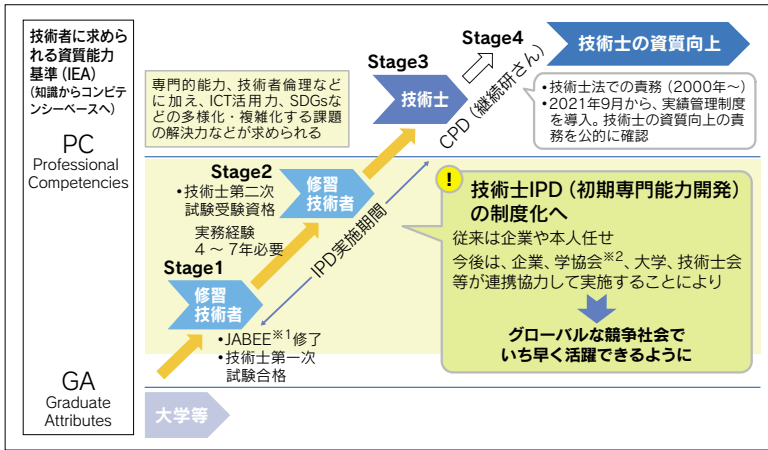 技術者に求めら
れる資質能力
基準（IEA）
（知識からコンピテ
ンシーベースへ）
PC
Professional
Competencies
GA
Graduate
Attributes
専門的能力、技術者倫理など
に加え、ICT活用力、SDGsな
どの多様化・複雑化する課題
の解決力などが求められる
Stage4
技術士の資質向上
Stage3
技術士
CPD（継続研さん）
・技術士法での責務（2000年～）
・2021年9月から、実績管理制度
を導入。技術士の資質向上の責
務を公的に確認
Stage2
・技術士第二次
試験受験資格
実務経験
4 ～ 7年必要
修習
技術者
IPD実施期間
Stage1
修習
技術者
・JABEE※1修了
・技術士第一次
試験合格
!
技術士IPD（初期専門能力開発）
の制度化へ
従来は企業や本人任せ
今後は、企業、学協会※2、大学、技術士会
等が連携協力して実施することにより
グローバルな競争社会で
いち早く活躍できるように
大学等